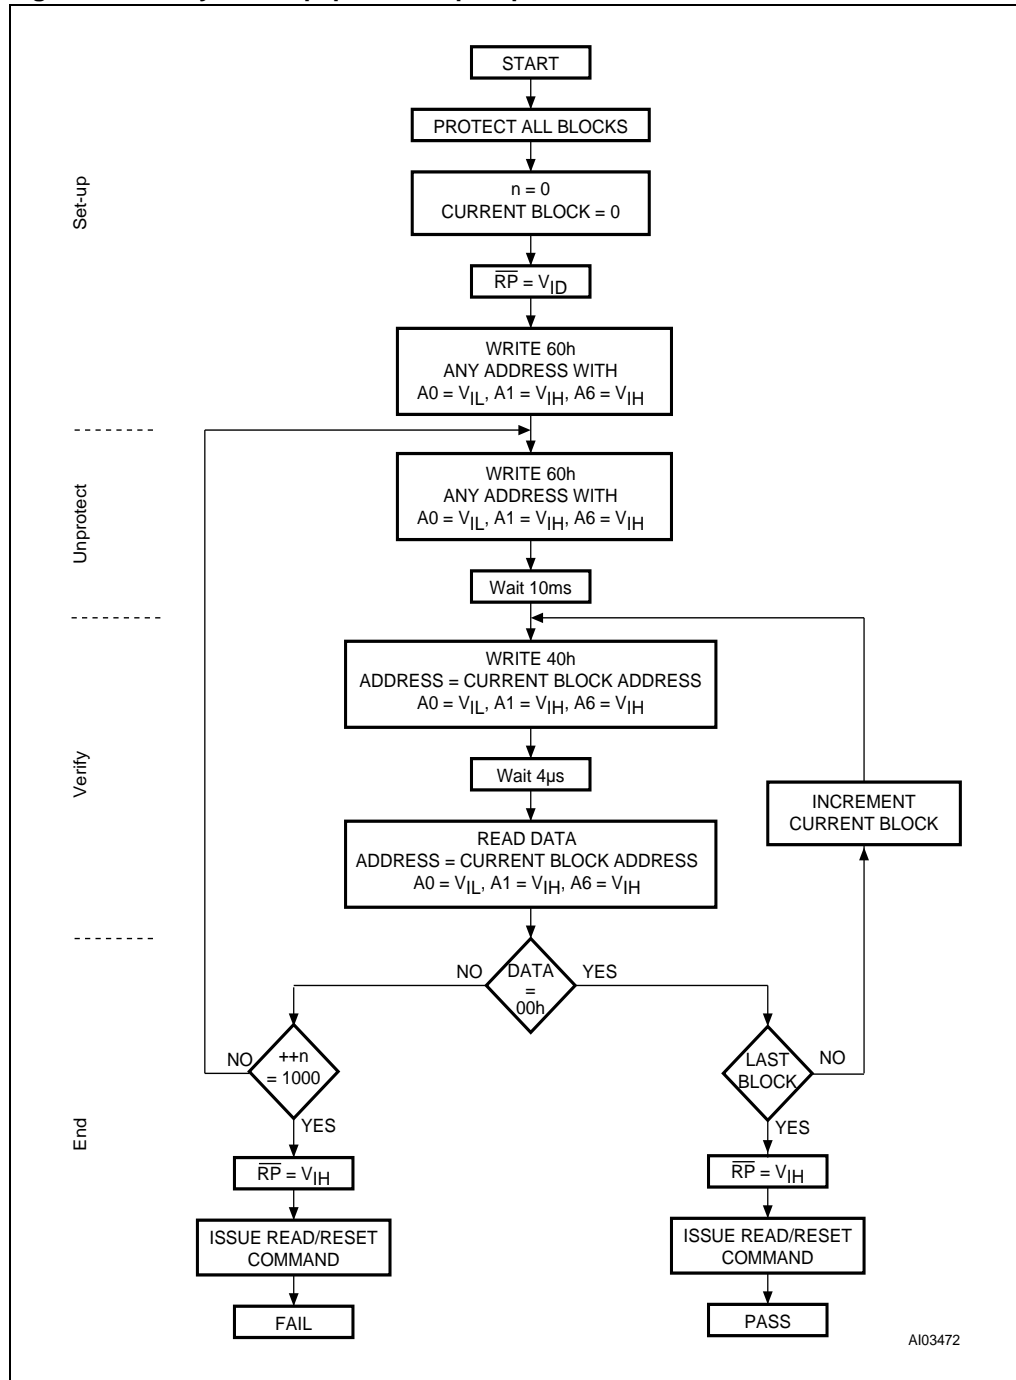 START
PROTECT ALL BLOCKS
n = 0
CURRENT BLOCK = 0
Set-up
RP = VID
WRITE 60h
ANY ADDRESS WITH
A0 = VIL, A1 = VIH, A6 = VIH
WRITE 60h
ANY ADDRESS WITH
A0 = VIL, A1 = VIH, A6 = VIH
Unprotect
Wait 10ms
WRITE 40h
ADDRESS = CURRENT BLOCK ADDRESS
A0 = VIL, A1 = VIH, A6 = VIH
Verify
Wait 4µs
INCREMENT
CURRENT BLOCK
READ DATA
ADDRESS = CURRENT BLOCK ADDRESS
A0 = VIL, A1 = VIH, A6 = VIH
NO
DATA
=
00h
YES
NO
++n
= 1000
YES
LAST
BLOCK
NO
YES
End
RP = VIH
RP = VIH
ISSUE READ/RESET
COMMAND
ISSUE READ/RESET
COMMAND
FAIL
PASS
AI03472